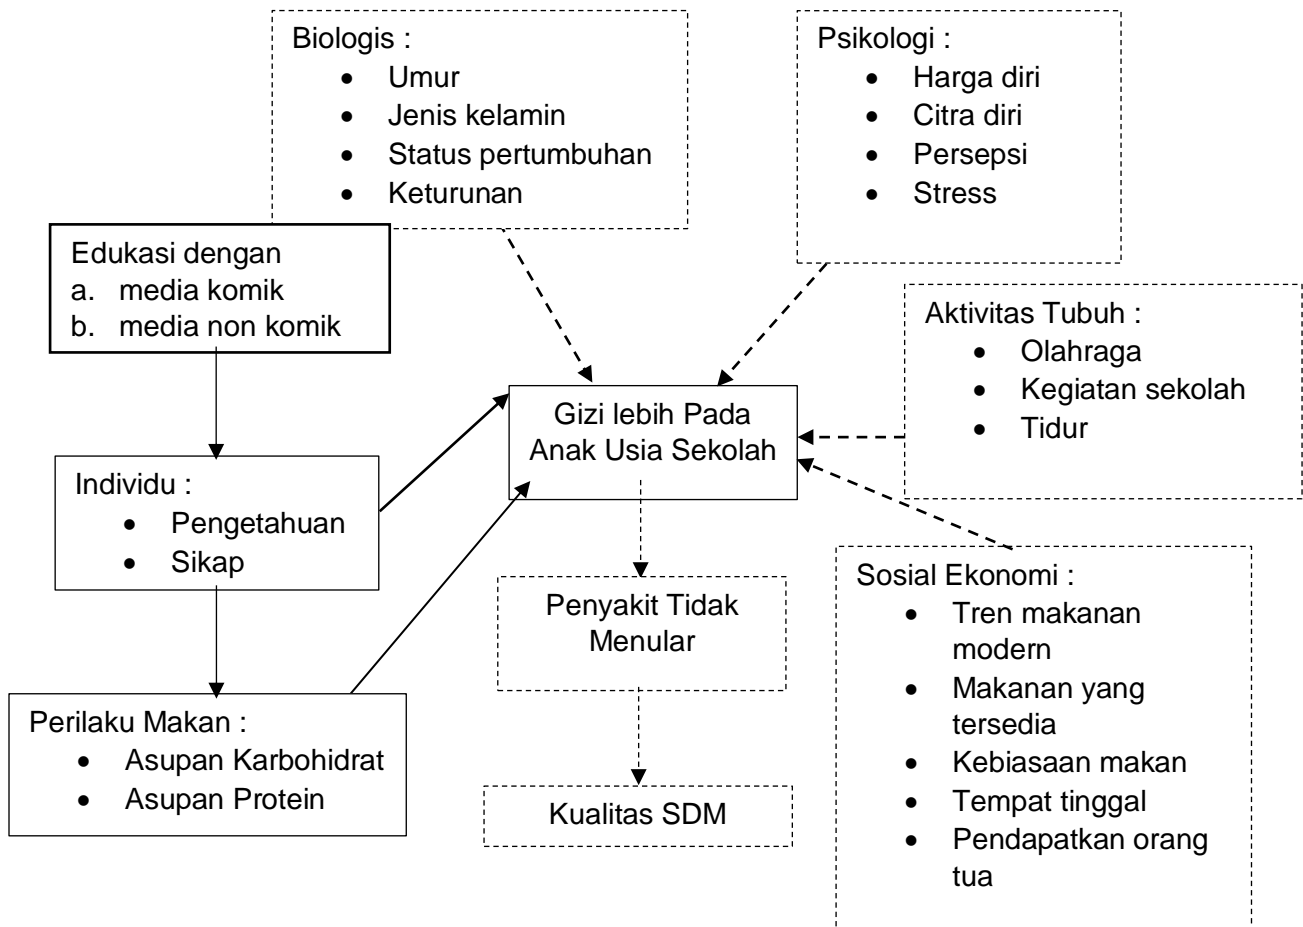 Biologis :
• Umur
• Jenis kelamin
• Status pertumbuhan
• Keturunan
Psikologi :
• Harga diri
• Citra diri
• Persepsi
• Stress
Edukasi dengan
a. media komik
b. media non komik
Aktivitas Tubuh :
• Olahraga
• Kegiatan sekolah
• Tidur
Gizi lebih Pada
Anak Usia Sekolah
Individu :
• Pengetahuan
• Sikap
Penyakit Tidak
Menular
Sosial Ekonomi :
• Tren makanan
modern
• Makanan yang
tersedia
• Kebiasaan makan
• Tempat tinggal
• Pendapatkan orang
tua
Perilaku Makan :
• Asupan Karbohidrat
• Asupan Protein
Kualitas SDM